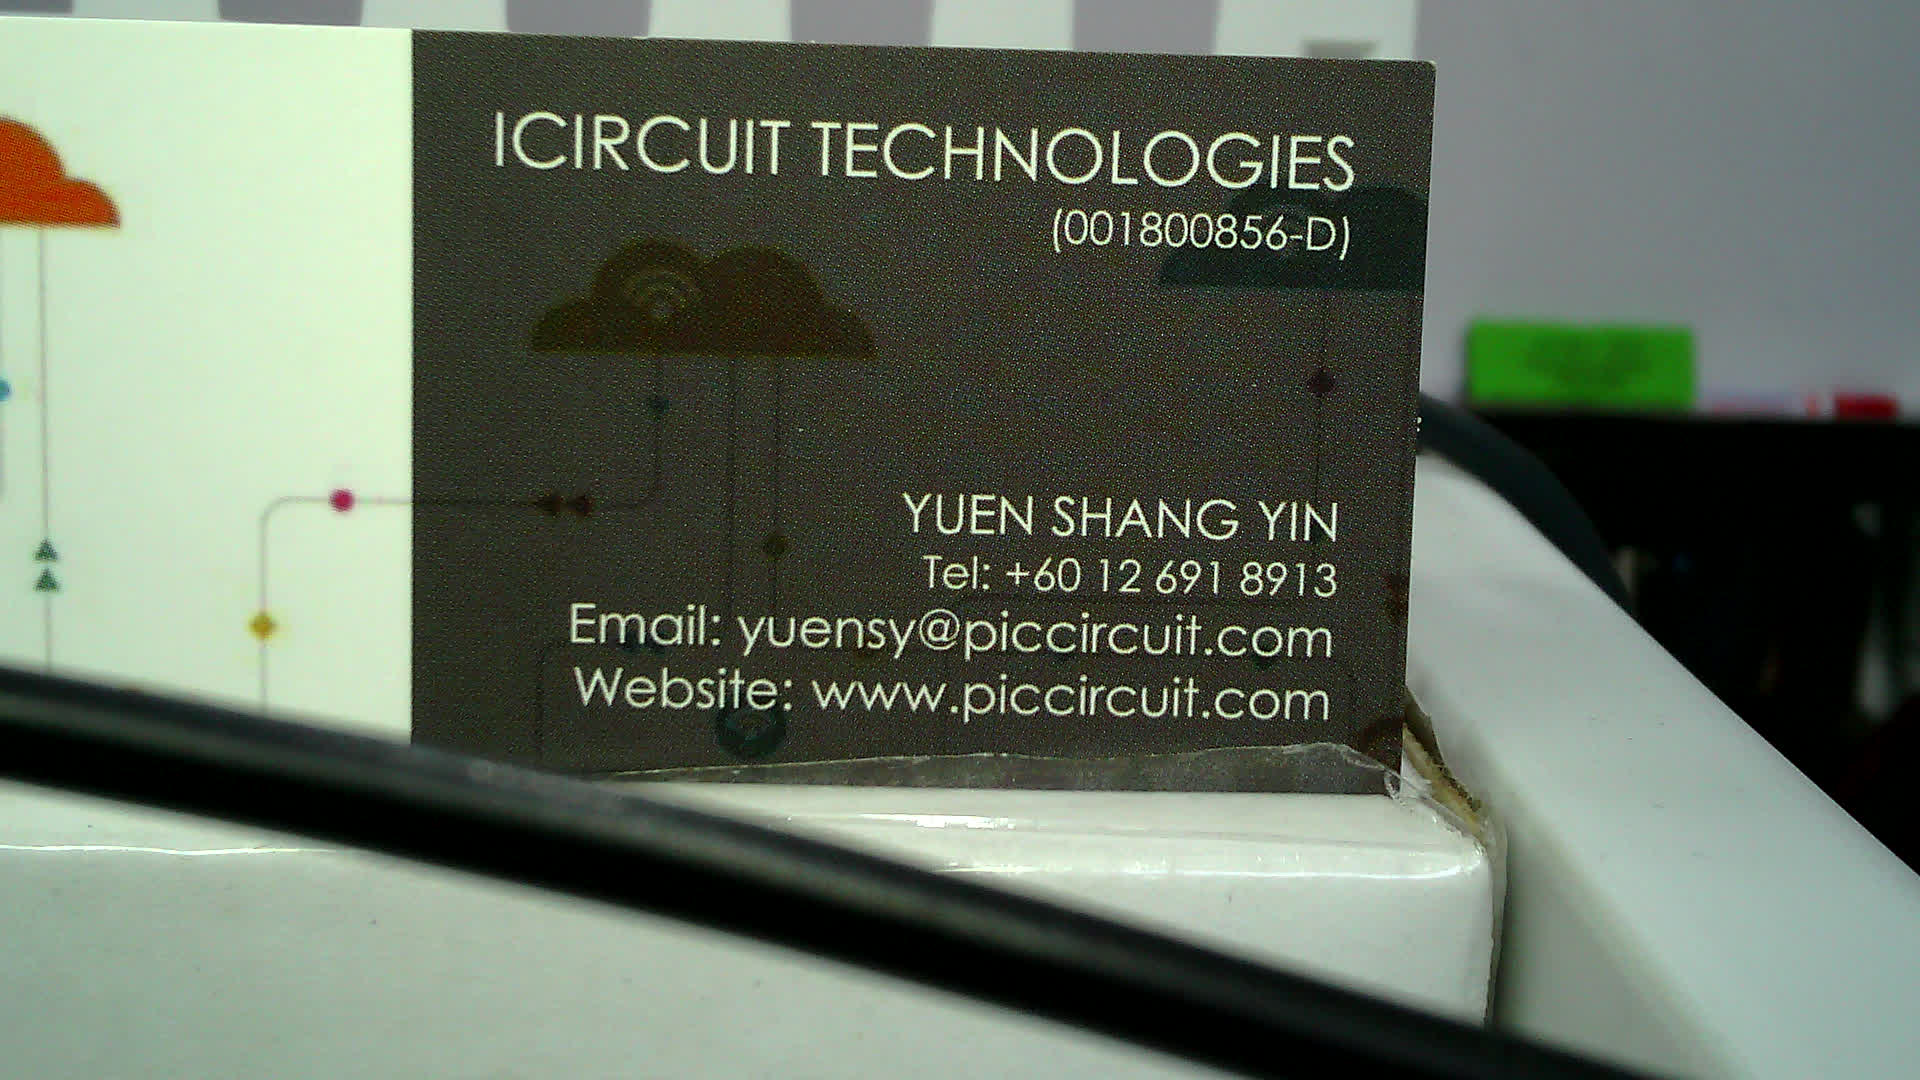 ICIRCUIT TECHNOLOGIES
(001800856-D)
YUEN SHANG YIN
Tel: +60 12 691 8913
Email: yuensy@piccircuit.com
Website: www.piccircuit.com